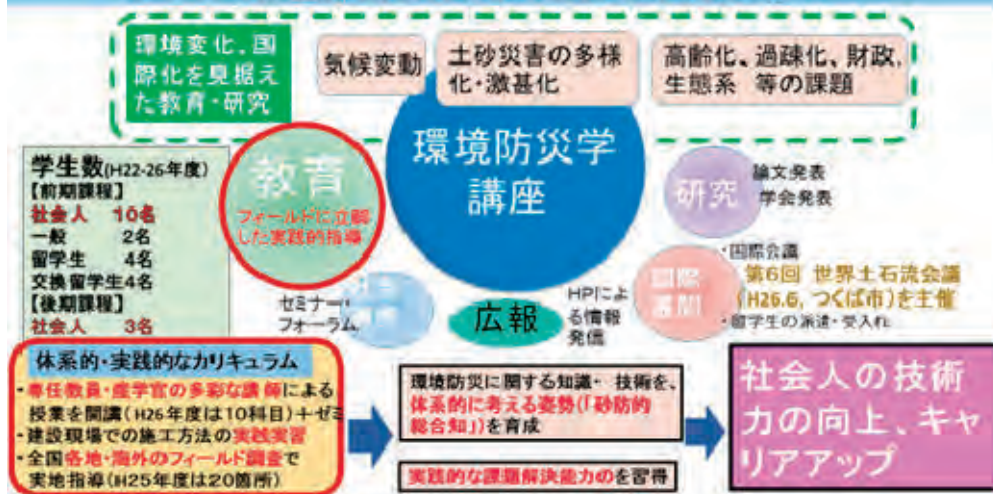 環境変化、国
際化を見据え
た教育・研究
気候変動
土砂災害の多様
化・激甚化
高齢化、過疎化、財政、
生態系 等の課題
環境防災学
講座
学生数(H22-26年度)
【前期課程】
社会人 10名
一般 2名
留学生 4名
交換留学生4名
【後期課程】
社会人 3名
教育
フィールドに立脚
した実践的指導
研究
論文発表
学会発表
セミナー・
フォーラム
広報
HPによ
る情報
発信
国際
展開
・国際会議
第6回 世界土石流会議
(H26.6, つくば市)を主催
・留学生の派遣・受入れ
体系的・実践的なカリキュラム
・専任教員・産学官の多彩な講師による
授業を開講(H26年度は10科目)+ゼミ
・建設現場での施工方法の実践実習
・全国各地・海外のフィールド調査で
実地指導(H25年度は20箇所)
環境防災に関する知識・ 技術を、
体系的に考える姿勢(「砂防的
総合知」)を育成
実践的な課題解決能力のを習得
社会人の技術
力の向上、キャ
リアアップ